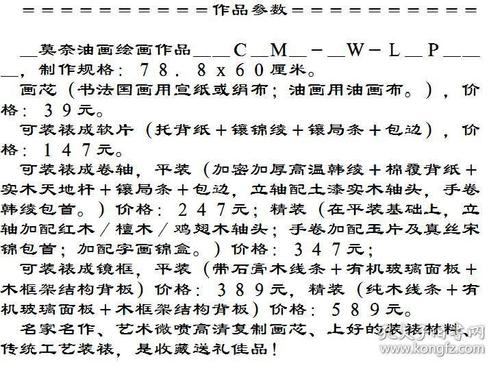 ＝＝＝＝＝＝＝＝＝＝作品参数＝＝＝＝＝＝＝＝＝＝
＿莫奈油画绘画作品＿＿Ｃ＿Ｍ＿－＿Ｗ－Ｌ＿Ｐ＿＿
＿，制作规格：７８．８ｘ６０厘米。
画芯（书法国画用宣纸或绢布；油画用油画布。），价
格：３９元。
可装裱成软片（托背纸＋镶锦绫＋镶局条＋包边），价
格：１４７元。
可装裱成卷轴，平装（加密加厚高温韩绫＋棉覆背纸＋
实木天地杆＋镶局条＋包边，立轴配土漆实木轴头，手卷
韩绫包首。）价格：２４７元；精装（在平装基础上，立
轴加配红木／檀木／鸡翅木轴头；手卷加配玉片及真丝宋
锦包首；加配字画锦盒。）价格：３４７元；
可装裱成镜框，平装（带石膏木线条＋有机玻璃面板＋
木框架结构背板）价格：３８９元，精装（纯木线条＋有
机玻璃面板＋木框架结构背板）价格：５８９元。
名家名作、艺术微喷高清复制画芯、上好的装裱材料、
传统工艺装裱，是收藏送礼佳品！
孔夫子旧书网
www.kongfz.com